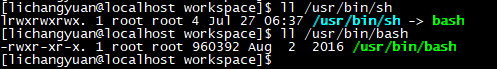 [lichangyuan@localhost workspace]$ ll /usr/bin/sh
lrwxrwxrwx. 1 root root 4 Jul 27 06:37 /usr/bin/sh -> bash
[lichangyuan@localhost workspace]$ ll /usr/bin/bash
-rwxr-xr-x. 1 root root 960392 Aug  2  2016 /usr/bin/bash
[lichangyuan@localhost workspace]$